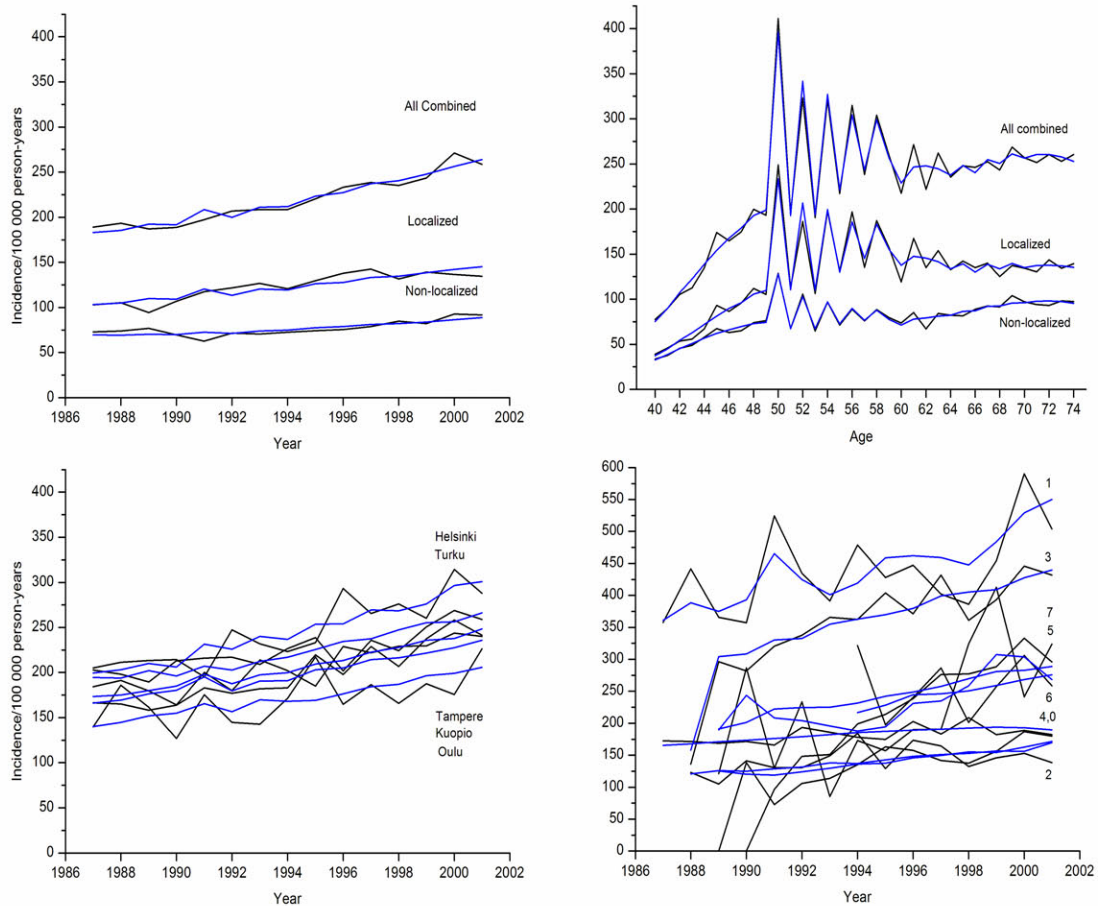 Incidence/100 000 person-years
400
350
300
250
200
150
100
50
0
All Combined
Localized
Non-localized
1986 1988 1990 1992 1994 1996 1998 2000 2002
Year
400
350
300
250
200
150
100
50
0
All combined
Localized
Non-localized
40 42 44 46 48 50 52 54 56 58 60 62 64 66 68 70 72 74
Age
Incidence/100 000 person-years
400
350
300
250
200
150
100
50
0
Helsinki
Turku
Tampere
Kuopio
Oulu
1986 1988 1990 1992 1994 1996 1998 2000 2002
Year
600
550
500
450
400
350
300
250
200
150
100
50
0
1
3
7
5
6
4,0
2
1986 1988 1990 1992 1994 1996 1998 2000 2002
Year